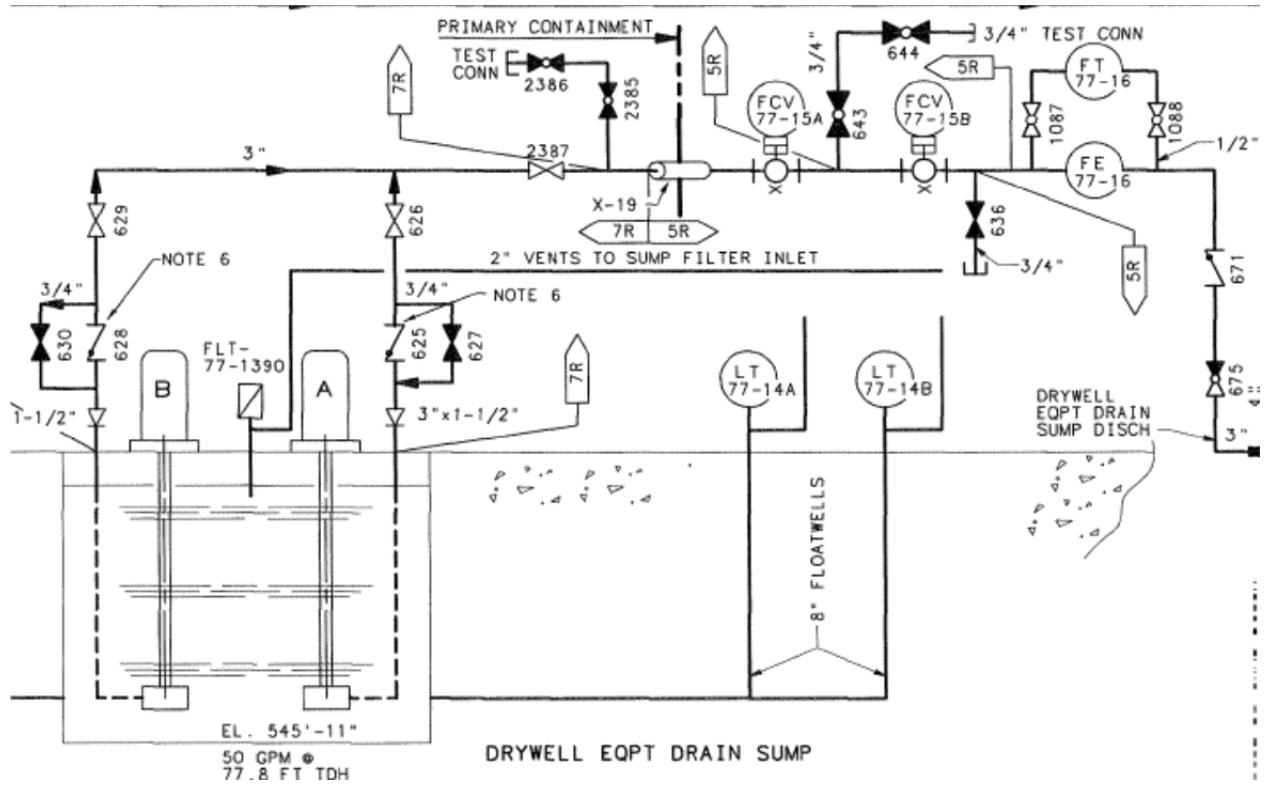 PRIMARY CONTAINMENT
TEST
CONN
2386
2385
7R
5R
3/4"
644
3/4" TEST CONN
5R
FT
77-16
FCV
77-15A
643
FCV
77-15B
1087
1088
1/2"
3"
2387
FE
77-16
X
X
X-19
7R
5R
629
626
636
3/4"
5R
671
2" VENTS TO SUMP FILTER INLET
NOTE 6
NOTE 6
3/4"
3/4"
630
628
625
627
FLT-
77-1390
7R
LT
77-14A
LT
77-14B
675
B
A
1-1/2"
3"x1-1/2"
DRYWELL
EQPT DRAIN
SUMP DISCH
3"
8" FLOATWELLS
EL. 545'-11"
50 GPM @
77.8 FT TDH
DRYWELL EQPT DRAIN SUMP